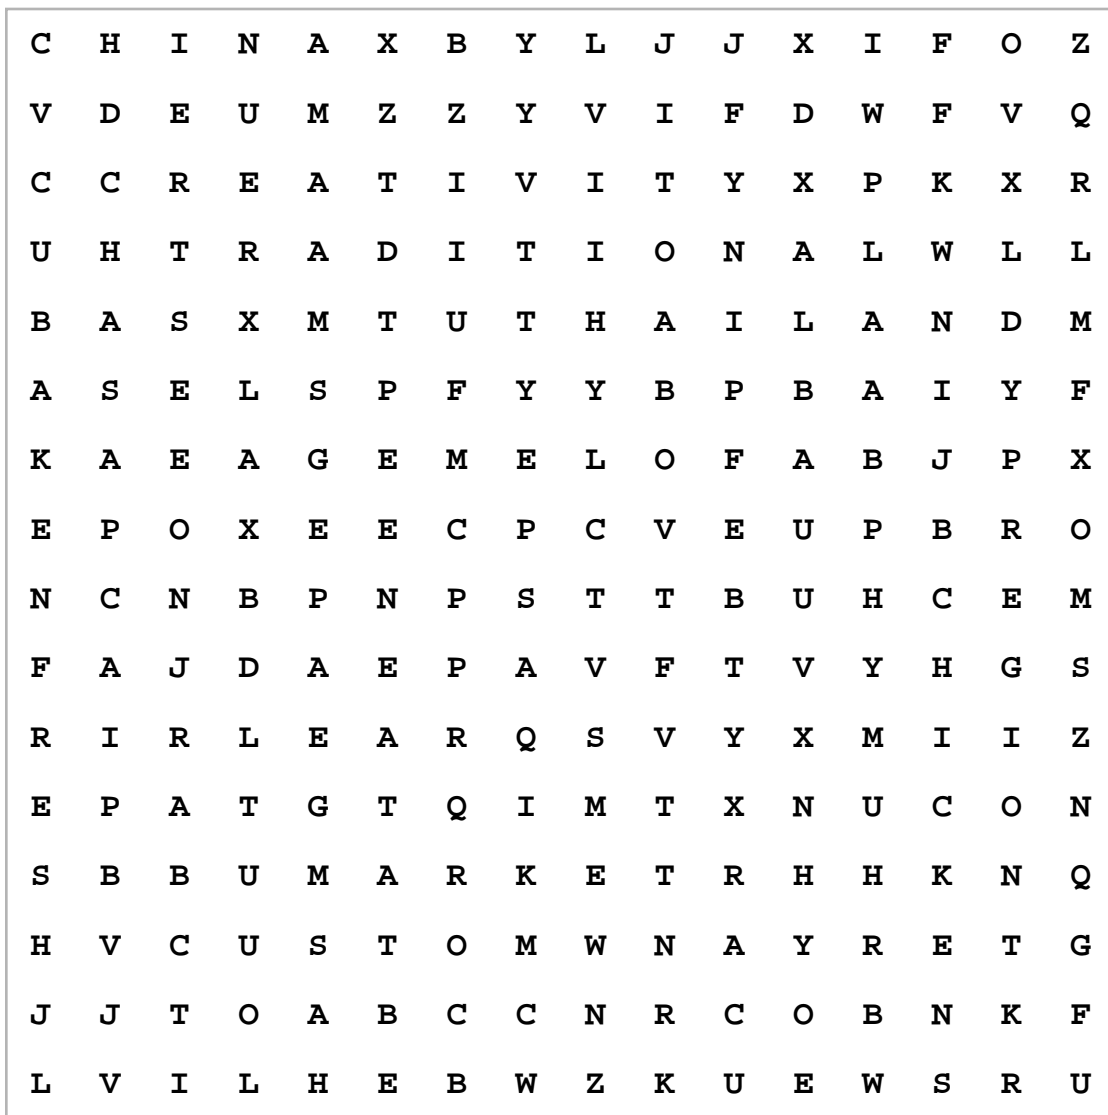 C H I N A X B Y L J J X I F O Z
V D E U M Z Z Y V I F D W F V Q
C C R E A T I V I T Y X P K X R
U H T R A D I T I O N A L W L L
B A S X M T U T H A I L A N D M
A S E L S P F Y Y B P B A I Y F
K A E A G E M E L O F A B J P X
E P O X E E C P C V E U P B R O
N C N B P N P S T T B U H C E M
F A J D A E P A V F T V Y H G S
R I R L E A R Q S V Y X M I I Z
E P A T G T Q I M T X N U C O N
S B B U M A R K E T R H H K N Q
H V C U S T O M W N A Y R E T G
J J T O A B C C N R C O B N K F
L V I L H E B W Z K U E W S R U